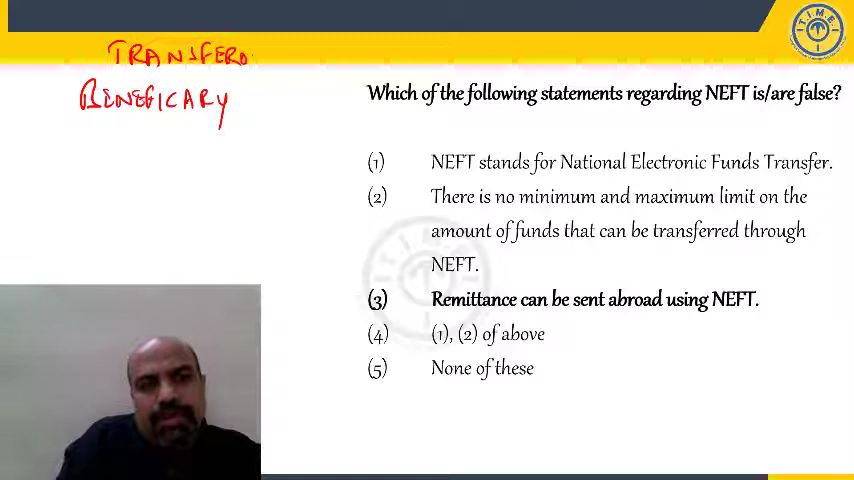 T.I.M.E.
TRANSFERO
BENEFICARY
Which of the following statements regarding NEFT is/are false?
(1) NEFT stands for National Electronic Funds Transfer.
(2) There is no minimum and maximum limit on the
amount of funds that can be transferred through
NEFT.
(3) Remittance can be sent abroad using NEFT.
(4) (1), (2) of above
(5) None of these